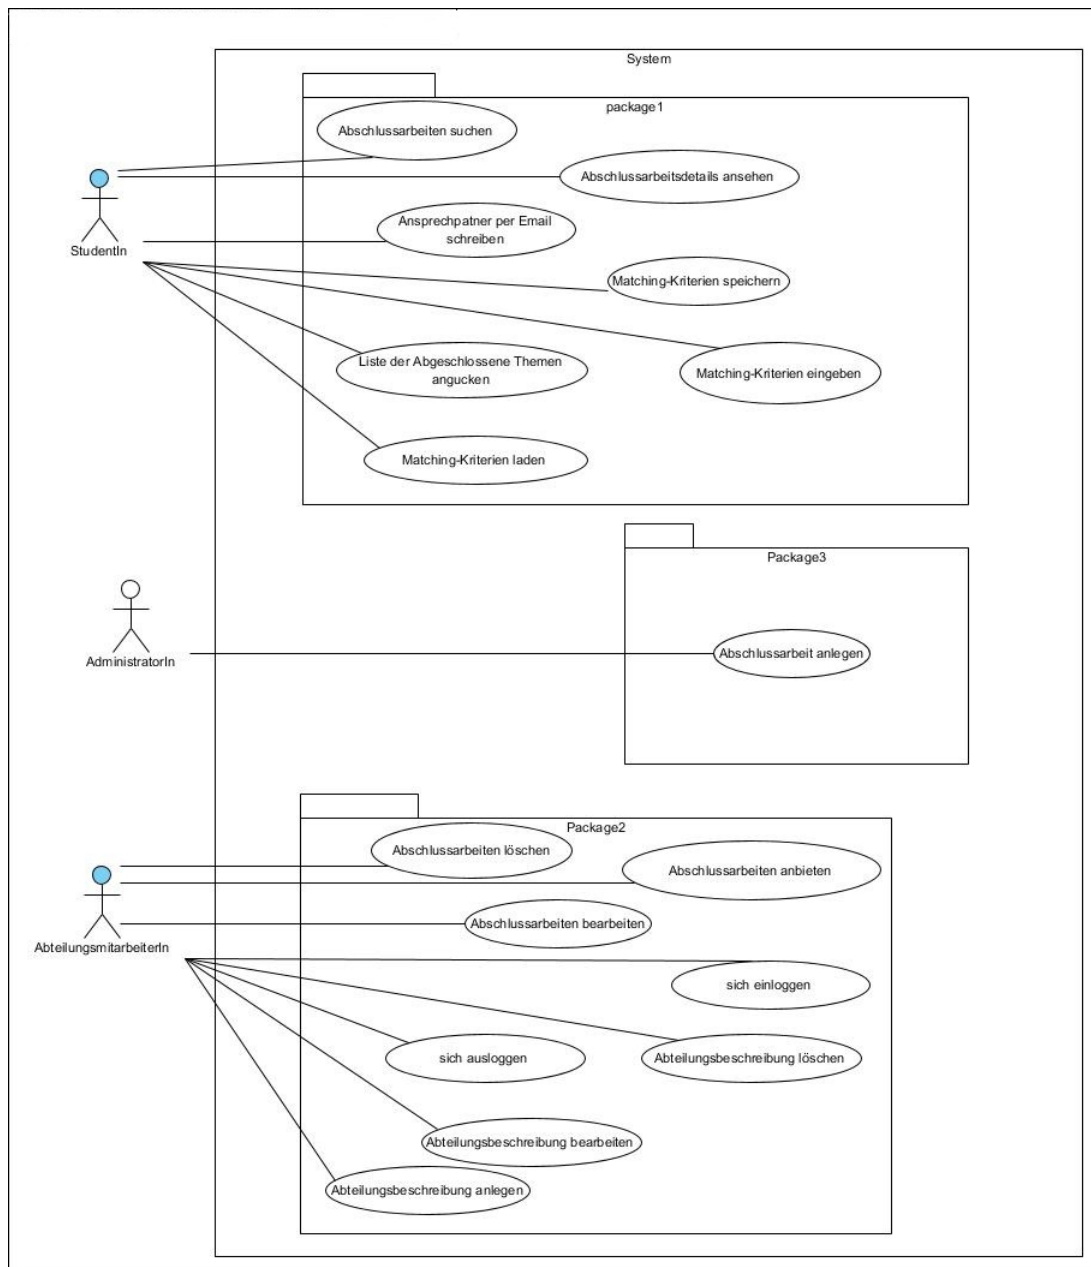 System
package1
Abschlussarbeiten suchen
Abschlussarbeitsdetails ansehen
StudentIn
Ansprechpatner per Email
schreiben
Matching-Kriterien speichern
Liste der Abgeschlossene Themen
angucken
Matching-Kriterien eingeben
Matching-Kriterien laden
Package3
AdministratorIn
Abschlussarbeit anlegen
Package2
Abschlussarbeiten löschen
Abschlussarbeiten anbieten
AbteilungsmitarbeiterIn
Abschlussarbeiten bearbeiten
sich einloggen
sich ausloggen
Abteilungsbeschreibung löschen
Abteilungsbeschreibung bearbeiten
Abteilungsbeschreibung anlegen